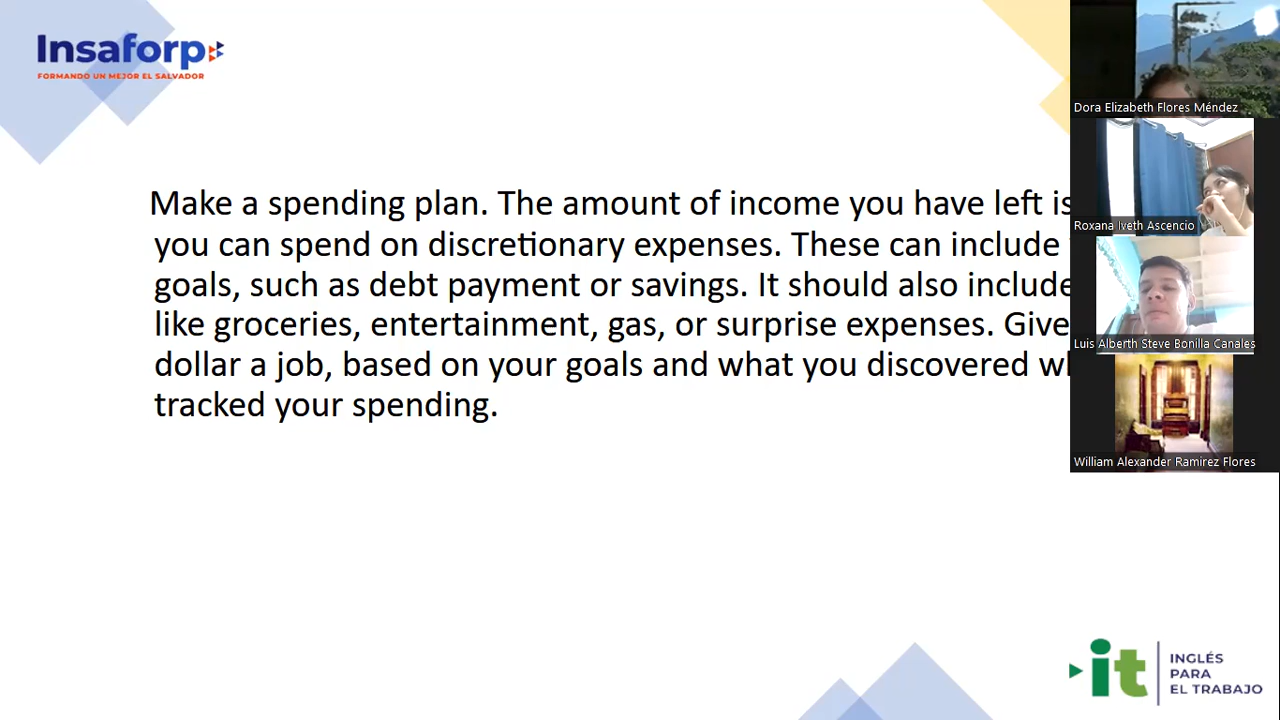 Insaforp
FORMANDO UN MEJOR EL SALVADOR
Make a spending plan. The amount of income you have left is
you can spend on discretionary expenses. These can include
goals, such as debt payment or savings. It should also include
like groceries, entertainment, gas, or surprise expenses. Give
dollar a job, based on your goals and what you discovered
tracked your spending.
Dora Elizabeth Flores Méndez
Roxana Iveth Ascencio
Luis Alberth Steve Bonilla Canales
William Alexander Ramirez Flores
it
INGLÉS
PARA
EL TRABAJO